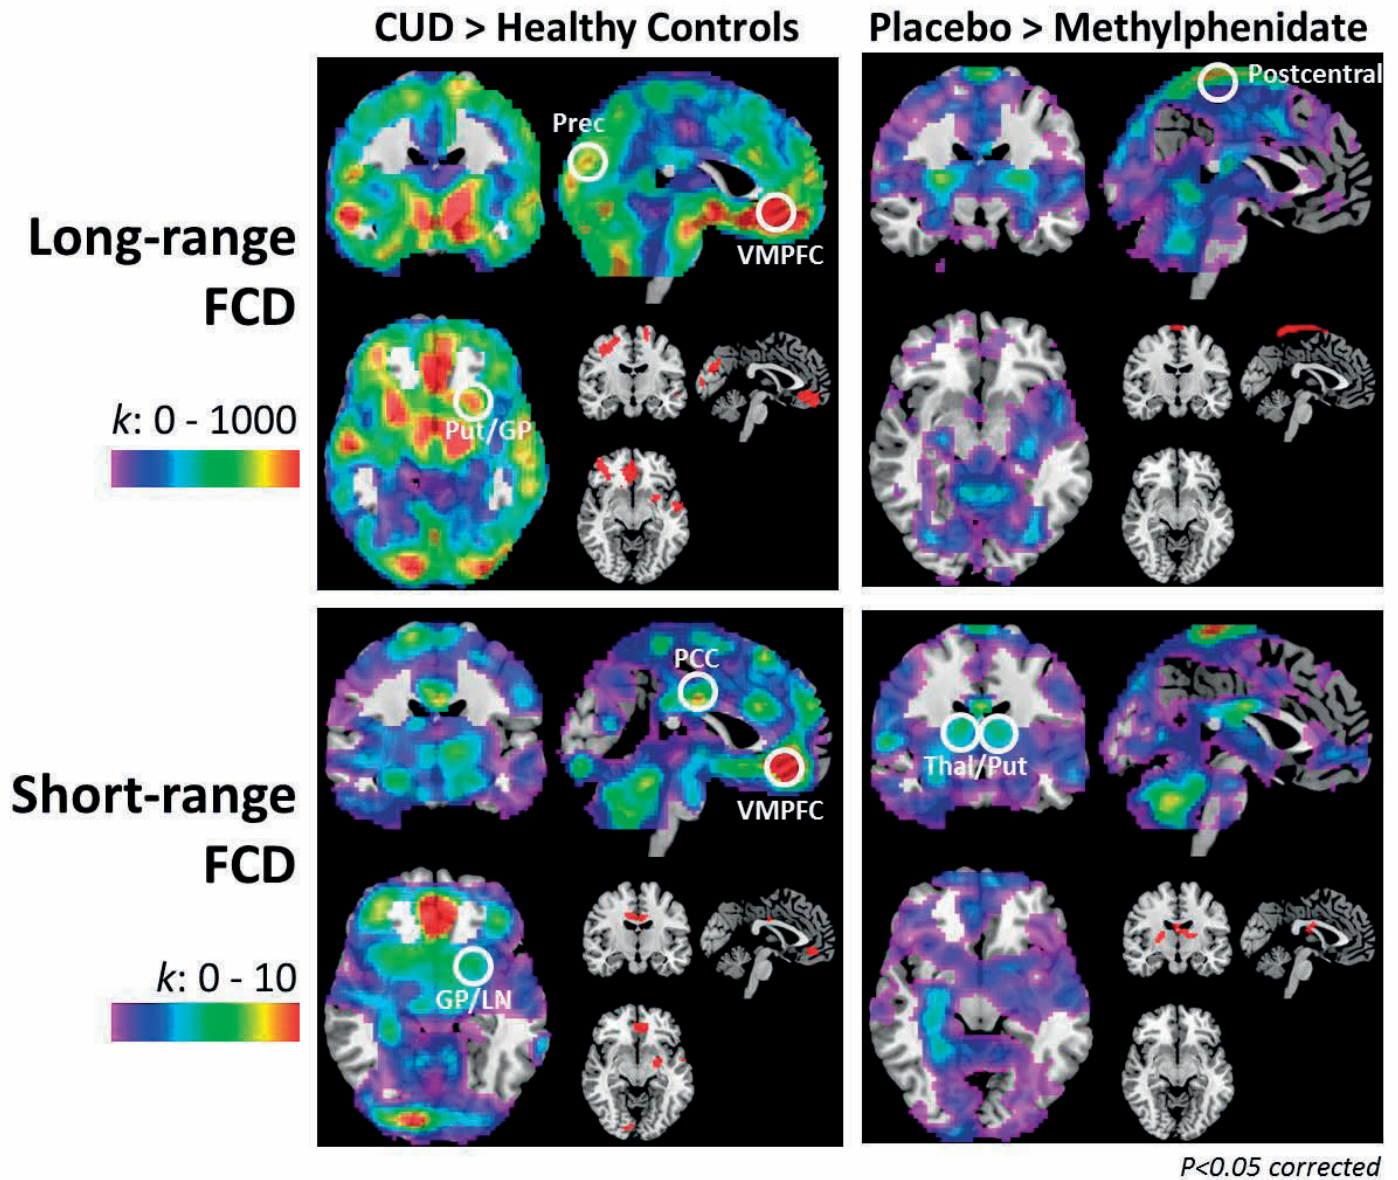 CUD > Healthy Controls
Placebo > Methylphenidate
Long-range
FCD
k: 0 - 1000
Prec
VMPFC
Put/GP
Postcentral
Short-range
FCD
k: 0 - 10
PCC
VMPFC
GP/LN
Thal/Put
P<0.05 corrected